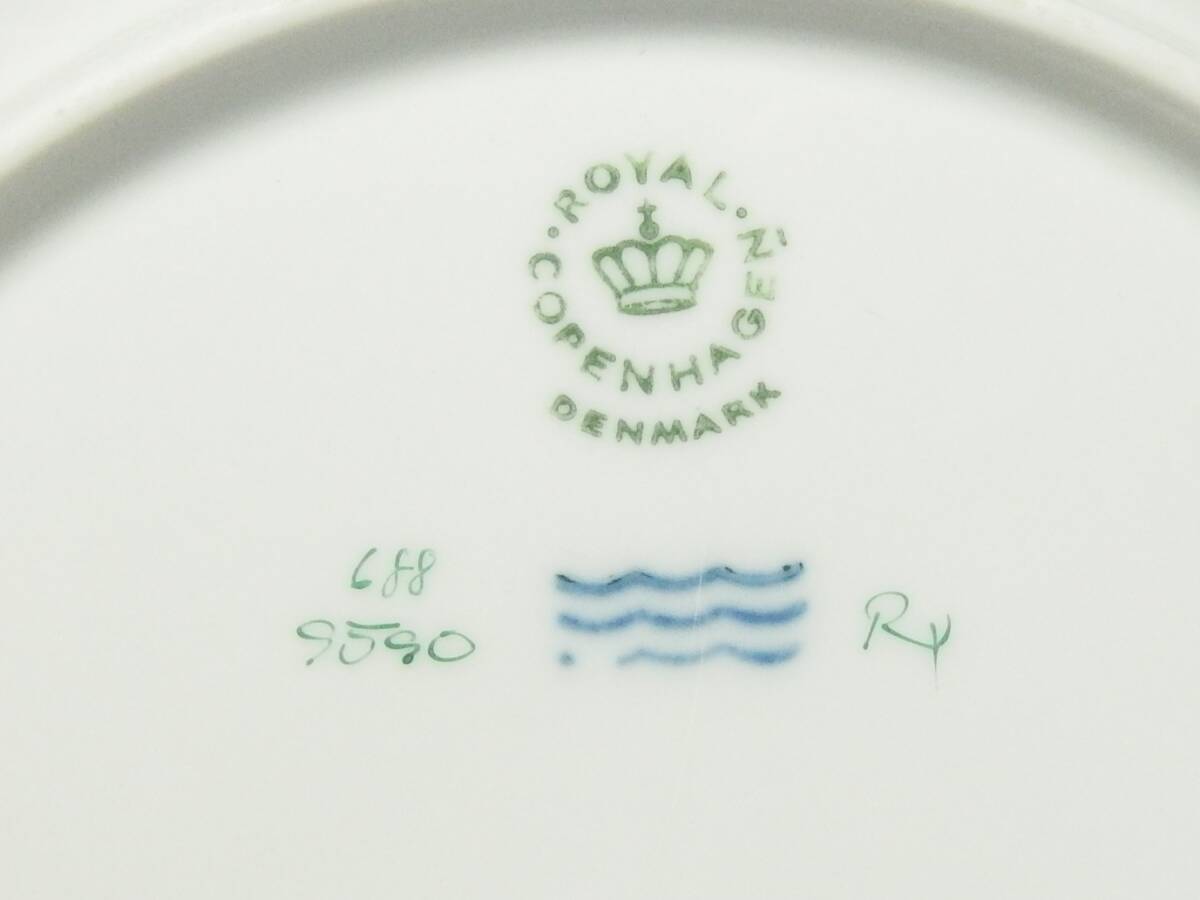 ROYAL
COPENHAGEN
DENMARK
688
9590